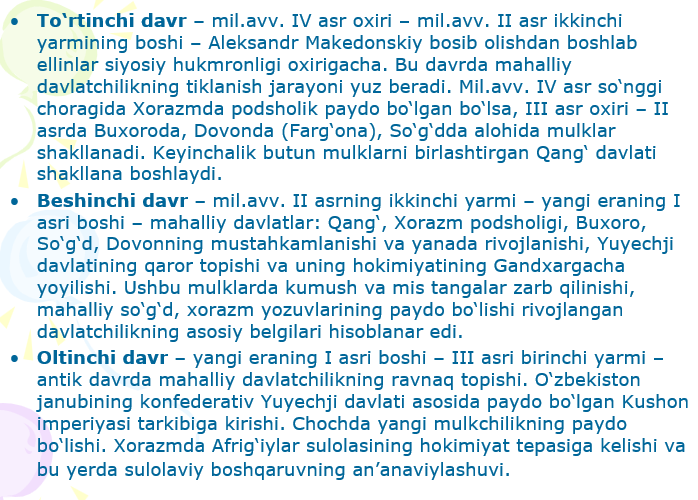 • To‘rtinchi davr – mil.avv. IV asr oxiri – mil.avv. II asr ikkinchi
yarmining boshi – Aleksandr Makedonskiy bosib olishdan boshlab
ellinlar siyosiy hukmronligi oxirigacha. Bu davrda mahalliy
davlatchilikning tiklanish jarayoni yuz beradi. Mil.avv. IV asr so‘nggi
choragida Xorazmda podsholik paydo bo‘lgan bo‘lsa, III asr oxiri – II
asrda Buxoroda, Dovonda (Farg‘ona), So‘g‘dda alohida mulklar
shakllanadi. Keyinchalik butun mulklarni birlashtirgan Qang‘ davlati
shakllana boshlaydi.
• Beshinchi davr – mil.avv. II asrning ikkinchi yarmi – yangi eraning I
asri boshi – mahalliy davlatlar: Qang‘, Xorazm podsholigi, Buxoro,
So‘g‘d, Dovonning mustahkamlanishi va yanada rivojlanishi, Yuyechji
davlatining qaror topishi va uning hokimiyatining Gandxargacha
yoyilishi. Ushbu mulklarda kumush va mis tangalar zarb qilinishi,
mahalliy so‘g‘d, xorazm yozuvlarining paydo bo‘lishi rivojlangan
davlatchilikning asosiy belgilari hisoblanar edi.
• Oltinchi davr – yangi eraning I asri boshi – III asri birinchi yarmi –
antik davrda mahalliy davlatchilikning ravnaq topishi. O‘zbekiston
janubining konfederativ Yuyechji davlati asosida paydo bo‘lgan Kushon
imperiyasi tarkibiga kirishi. Chochda yangi mulkchilikning paydo
bo‘lishi. Xorazmda Afrig‘iylar sulolasining hokimiyat tepasiga kelishi va
bu yerda sulolaviy boshqaruvning an’anaviylashuvi.